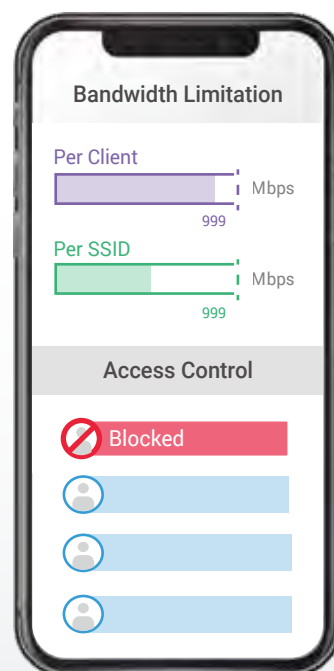 Bandwidth Limitation
Per Client
Mbps
999
Per SSID
Mbps
999
Access Control
Blocked